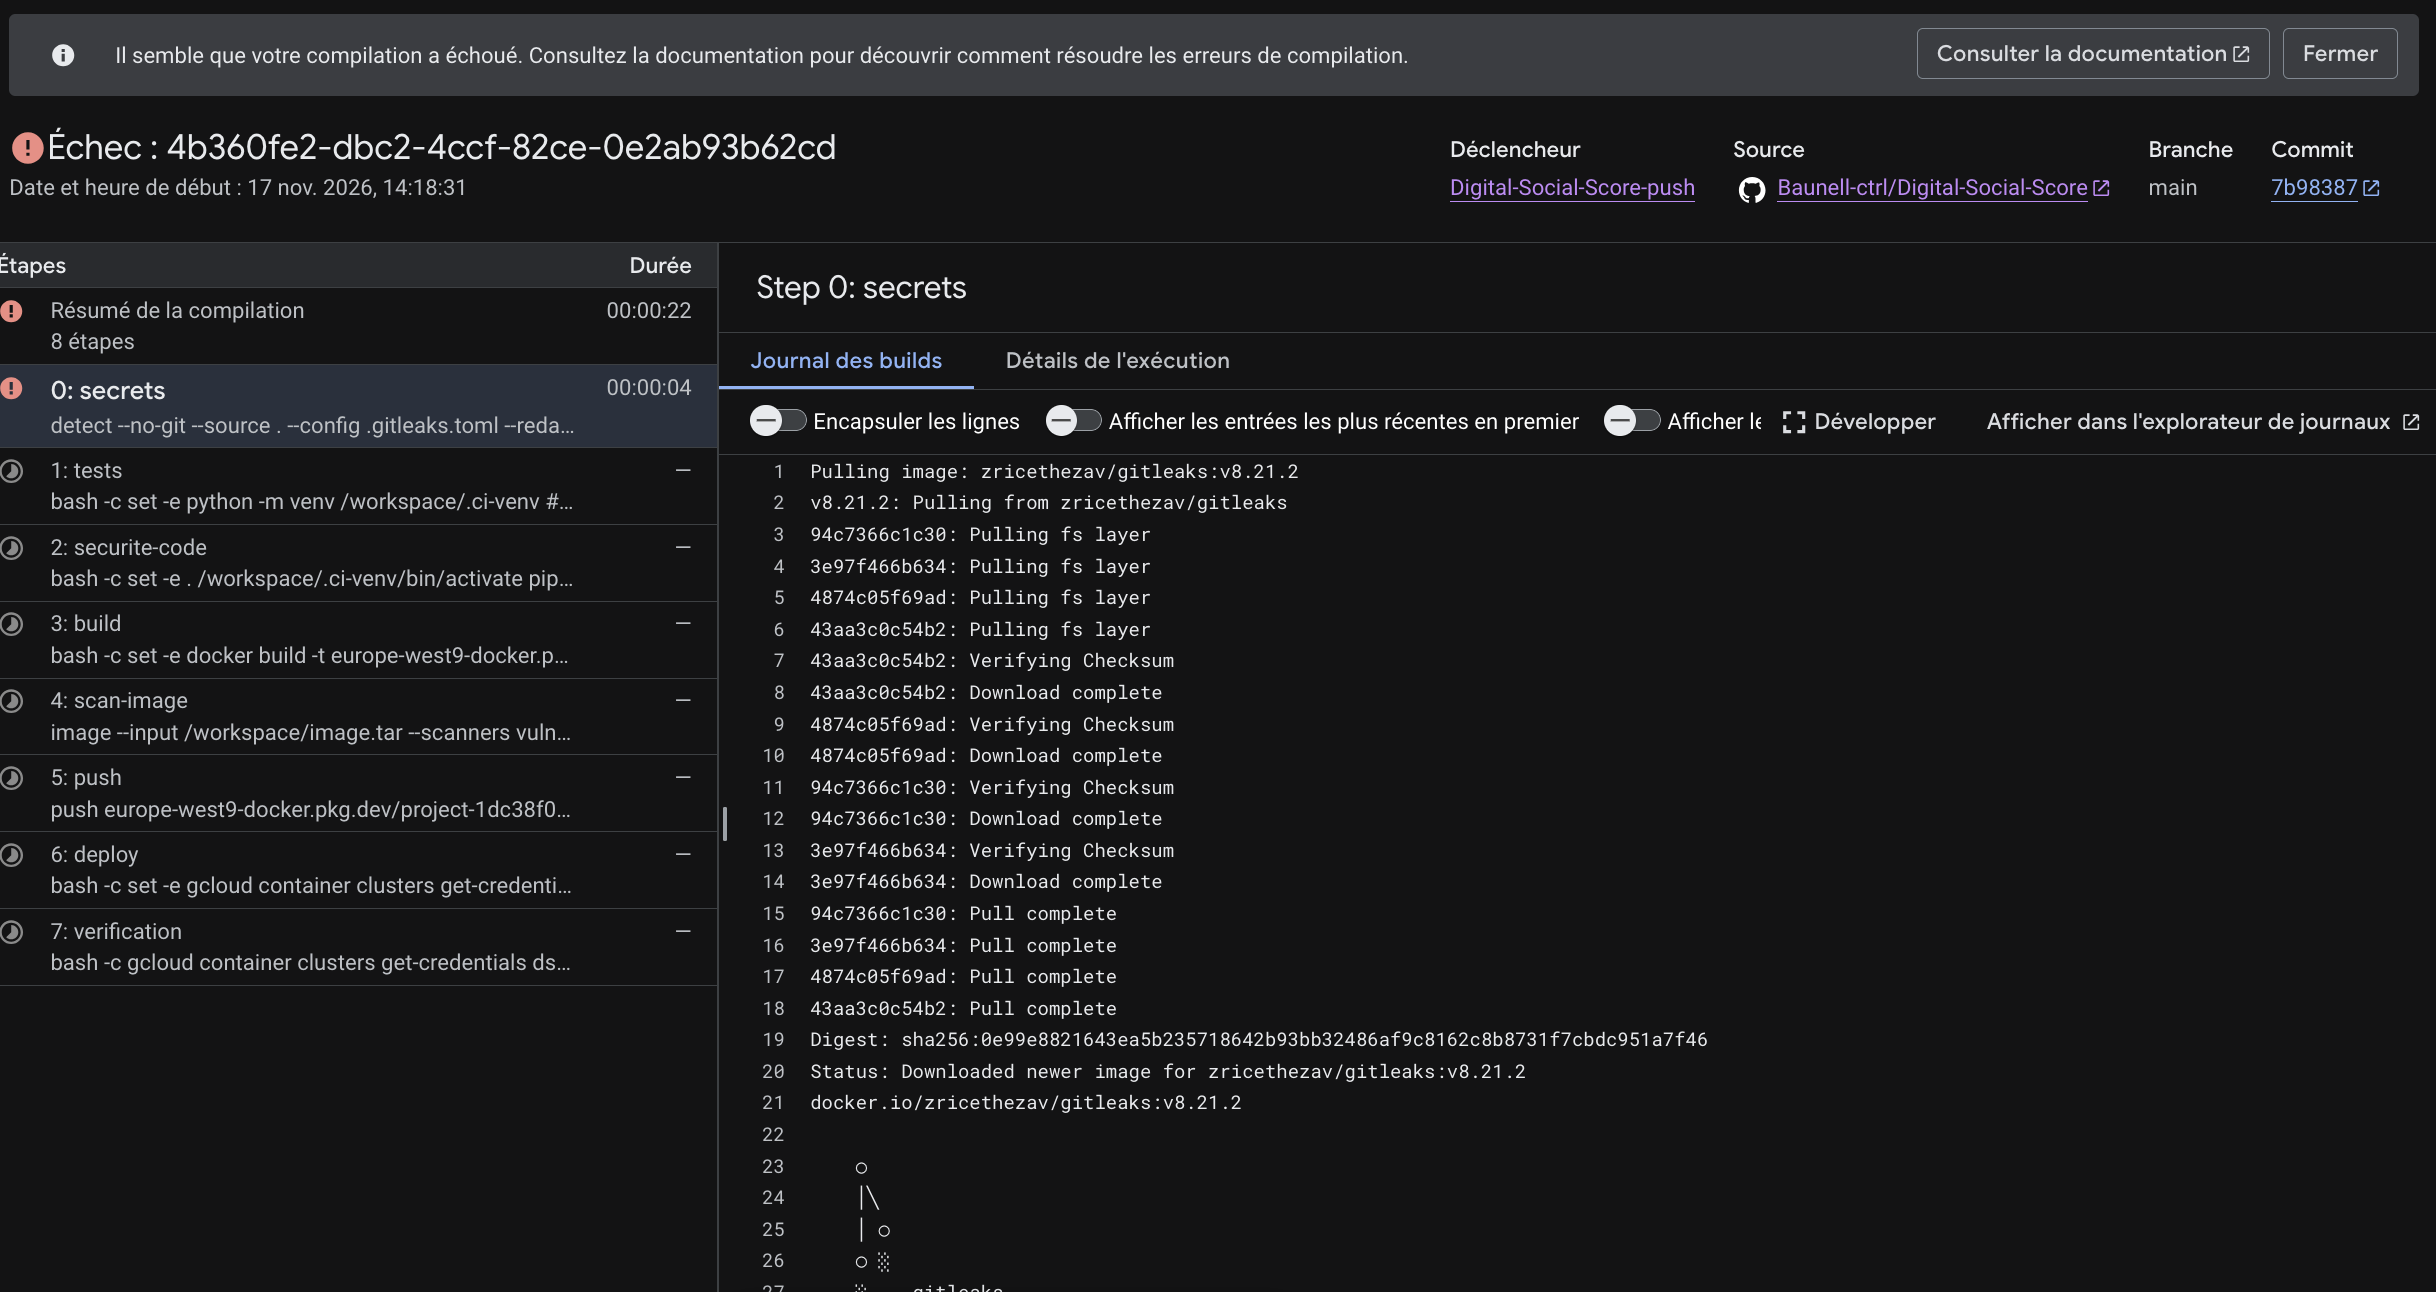 Il semble que votre compilation a échoué. Consultez la documentation pour découvrir comment résoudre les erreurs de compilation.
Consulter la documentation
Fermer
Échec : 4b360fe2-dbc2-4ccf-82ce-0e2ab93b62cd
Date et heure de début : 17 nov. 2026, 14:18:31
Déclencheur
Digital-Social-Score-push
Source
Baunell-ctrl/Digital-Social-Score
Branche
main
Commit
7b98387
Étapes
Durée
Résumé de la compilation
00:00:22
8 étapes
0: secrets
00:00:04
detect --no-git --source . --config .gitleaks.toml --reda...
1: tests
—
bash -c set -e python -m venv /workspace/.ci-venv #...
2: securite-code
—
bash -c set -e . /workspace/.ci-venv/bin/activate pip...
3: build
—
bash -c set -e docker build -t europe-west9-docker.p...
4: scan-image
—
image --input /workspace/image.tar --scanners vuln...
5: push
—
push europe-west9-docker.pkg.dev/project-1dc38f0...
6: deploy
—
bash -c set -e gcloud container clusters get-credenti...
7: verification
—
bash -c gcloud container clusters get-credentials ds...
Step 0: secrets
Journal des builds
Détails de l'exécution
Encapsuler les lignes
Afficher les entrées les plus récentes en premier
Afficher le
Développer
Afficher dans l'explorateur de journaux
1 Pulling image: zricethezav/gitleaks:v8.21.2
2 v8.21.2: Pulling from zricethezav/gitleaks
3 94c7366c1c30: Pulling fs layer
4 3e97f466b634: Pulling fs layer
5 4874c05f69ad: Pulling fs layer
6 43aa3c0c54b2: Pulling fs layer
7 43aa3c0c54b2: Verifying Checksum
8 43aa3c0c54b2: Download complete
9 4874c05f69ad: Verifying Checksum
10 4874c05f69ad: Download complete
11 94c7366c1c30: Verifying Checksum
12 94c7366c1c30: Download complete
13 3e97f466b634: Verifying Checksum
14 3e97f466b634: Download complete
15 94c7366c1c30: Pull complete
16 3e97f466b634: Pull complete
17 4874c05f69ad: Pull complete
18 43aa3c0c54b2: Pull complete
19 Digest: sha256:0e99e8821643ea5b235718642b93bb32486af9c8162c8b8731f7cbdc951a7f46
20 Status: Downloaded newer image for zricethezav/gitleaks:v8.21.2
21 docker.io/zricethezav/gitleaks:v8.21.2
22
23 ○
24 │╲
25 │ ○
26 ○ ░
27 ░ gitleaks